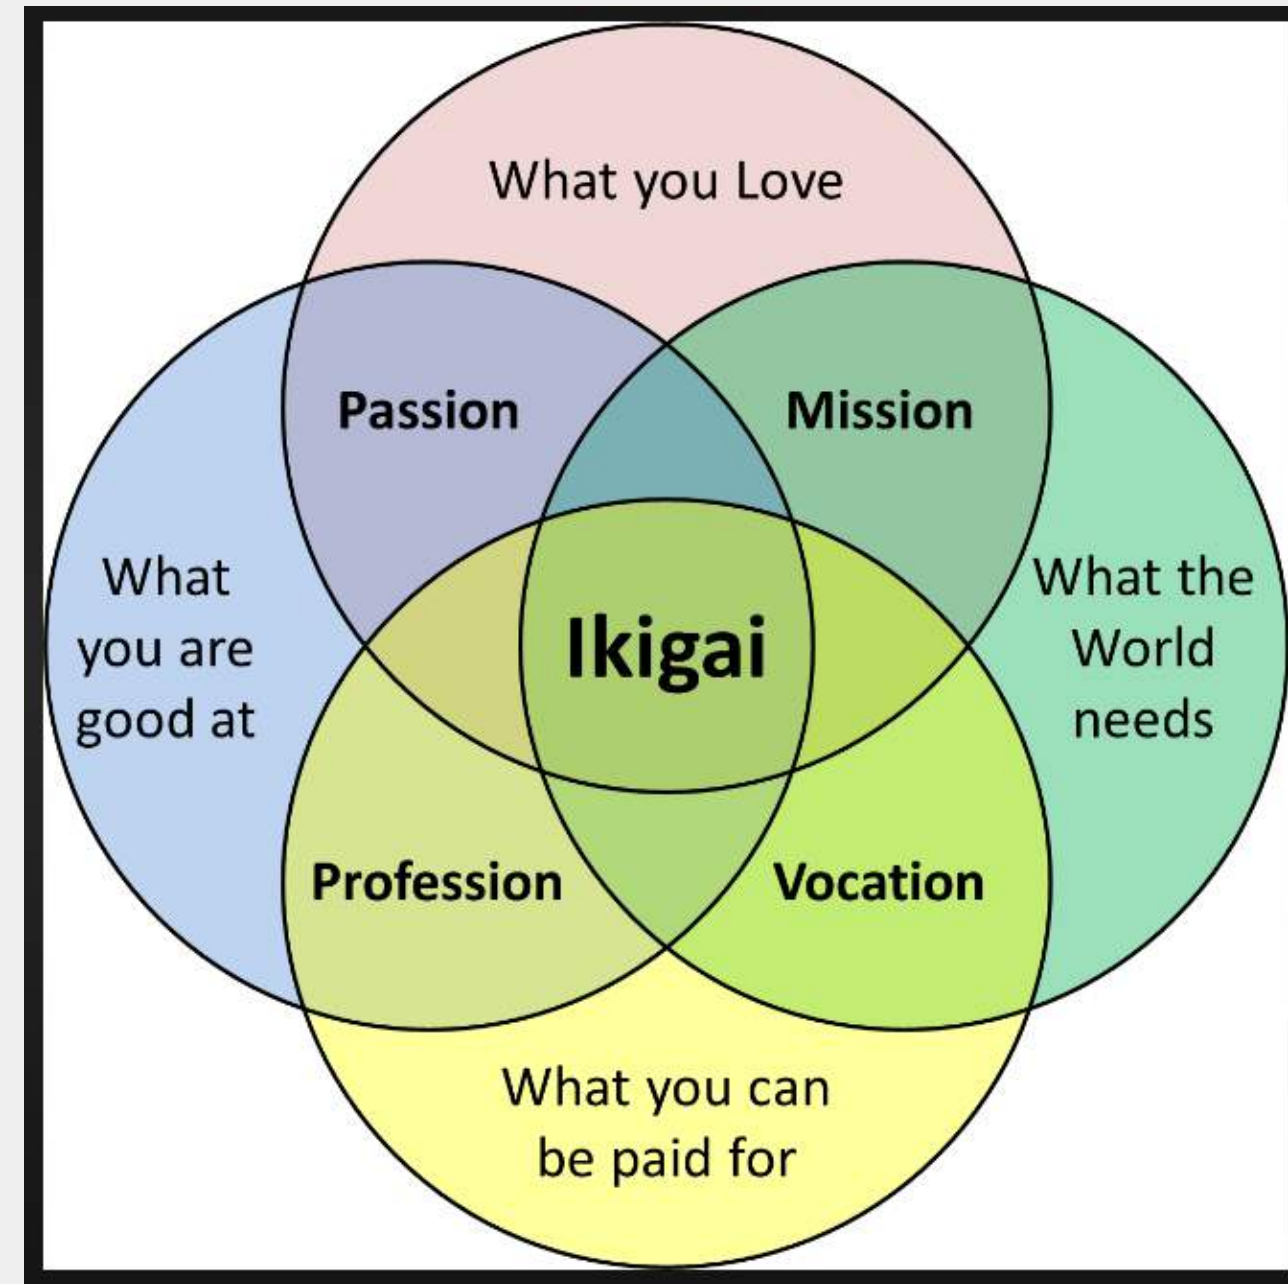 What you Love
Passion
Mission
What
you are
good at
Ikigai
What the
World
needs
Profession
Vocation
What you can
be paid for